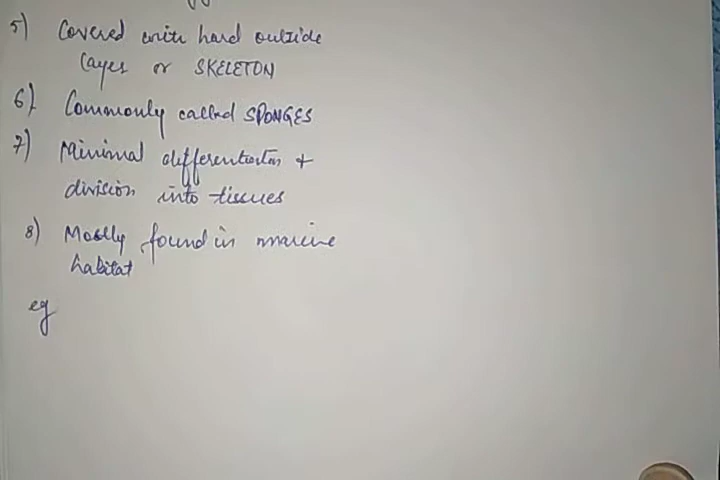 5) Covered with hard outside
layer or SKELETON
6) Commonly called SPONGES
7) Minimal differentiation +
division into tissues
8) Mostly found in marine
habitat
eg